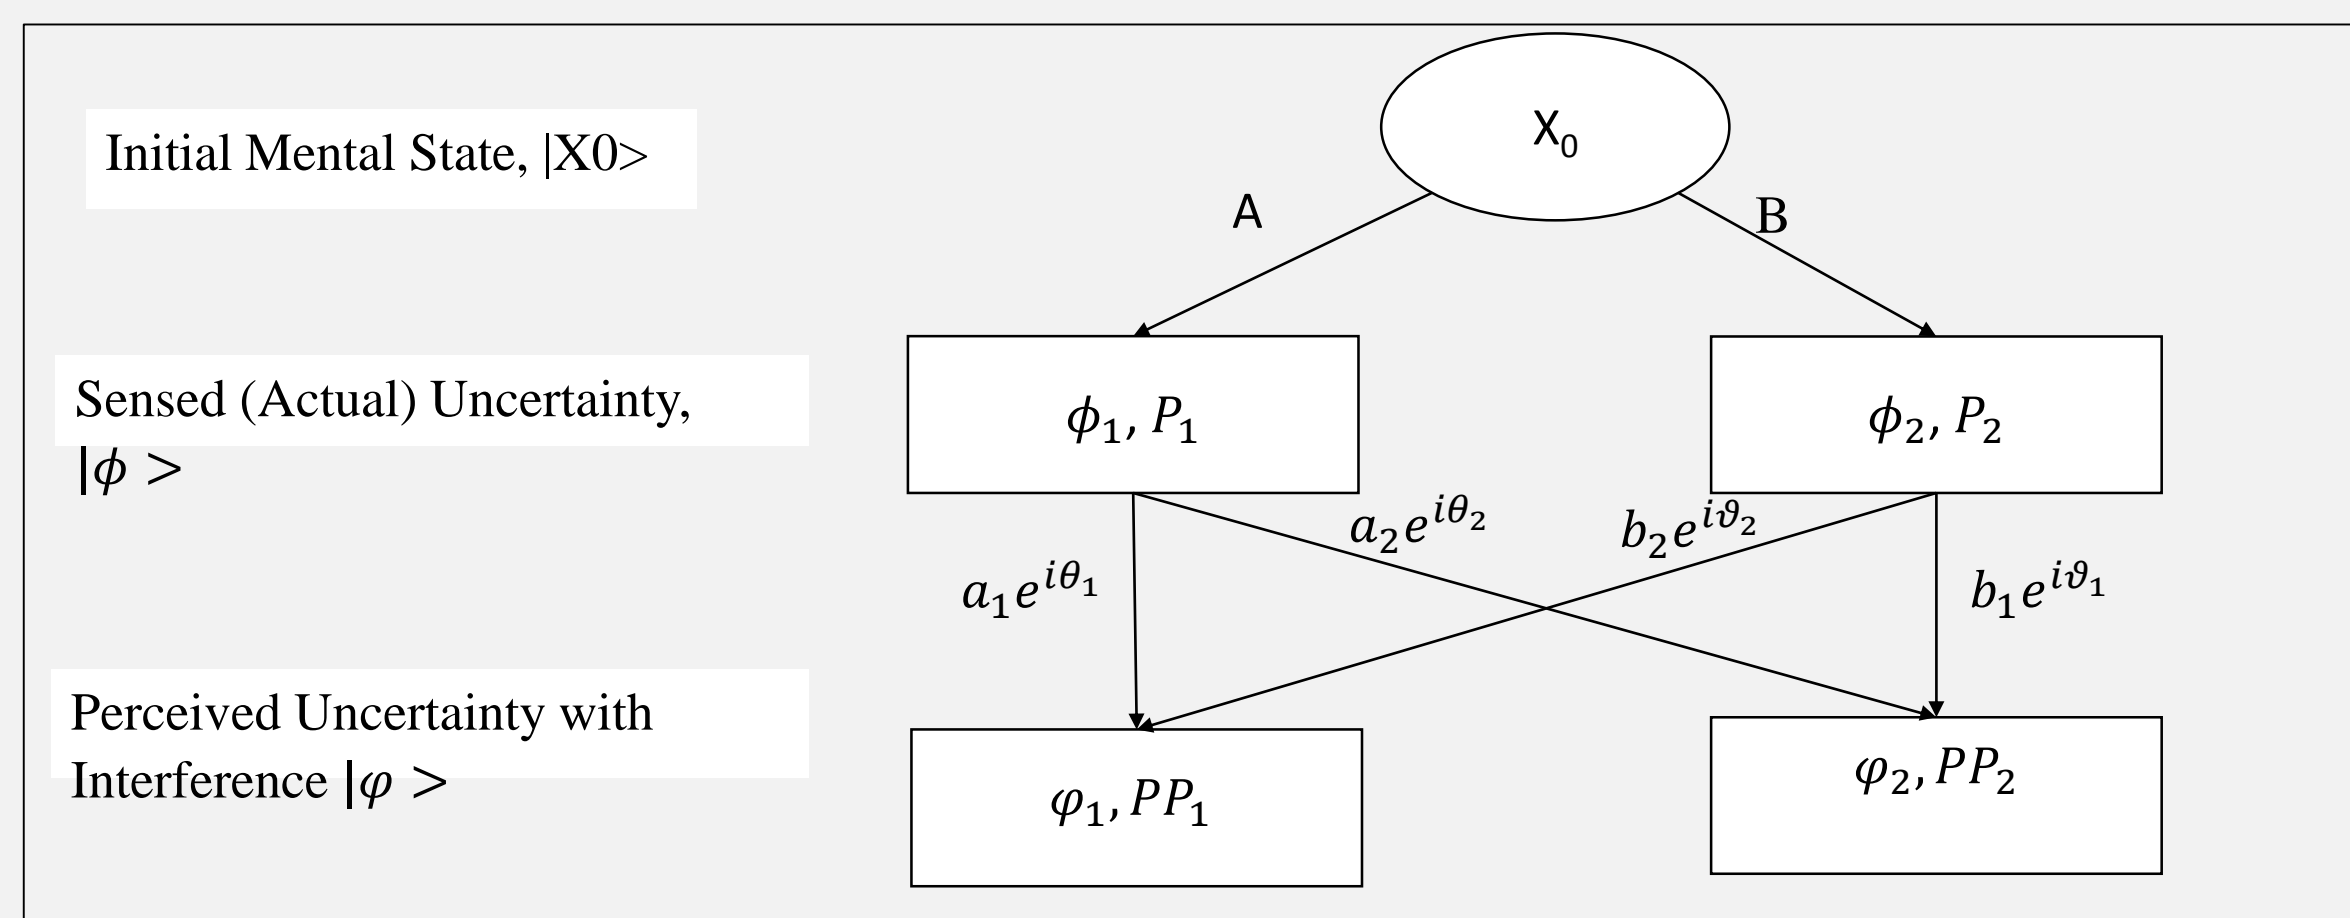 X₀
Initial Mental State, |X0>
A
B
Sensed (Actual) Uncertainty,
|ϕ >
ϕ₁, P₁
ϕ₂, P₂
a₂e^{iθ₂}
b₂e^{iϑ₂}
a₁e^{iθ₁}
b₁e^{iϑ₁}
Perceived Uncertainty with
Interference |φ >
φ₁, PP₁
φ₂, PP₂